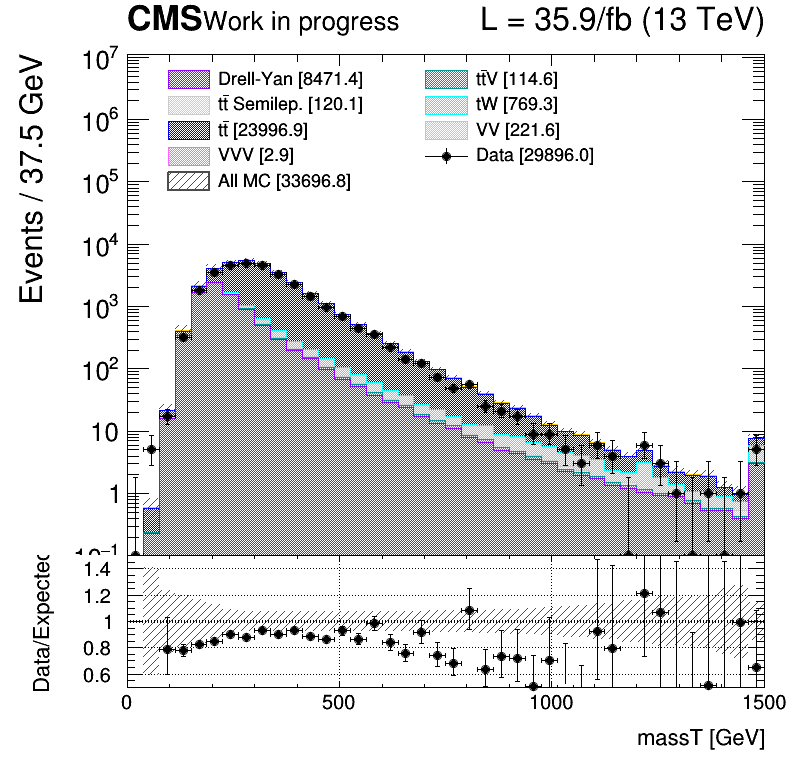 CMS Work in progress L = 35.9/fb (13 TeV)
Events / 37.5 GeV
10⁷
10⁶
10⁵
10⁴
10³
10²
10
1
10⁻¹
Drell-Yan [8471.4]
tt̄ Semilep. [120.1]
tt̄ [23996.9]
VVV [2.9]
All MC [33696.8]
tt̄V [114.6]
tW [769.3]
VV [221.6]
Data [29896.0]
Data/Expected
1.4
1.2
1
0.8
0.6
0 500 1000 1500
massT [GeV]